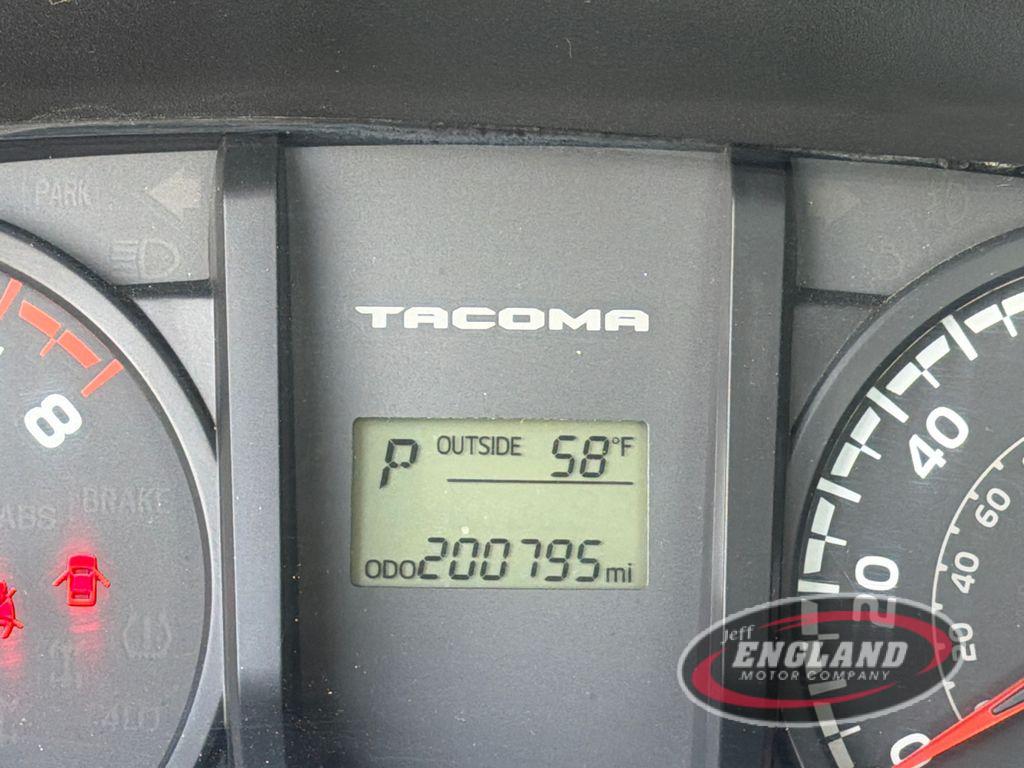 PARK
TACOMA
8
40
P OUTSIDE 58°F
BRAKE
ABS
60
ODO 200795 mi
40
20
20
0
Jeff
ENGLAND
MOTOR COMPANY